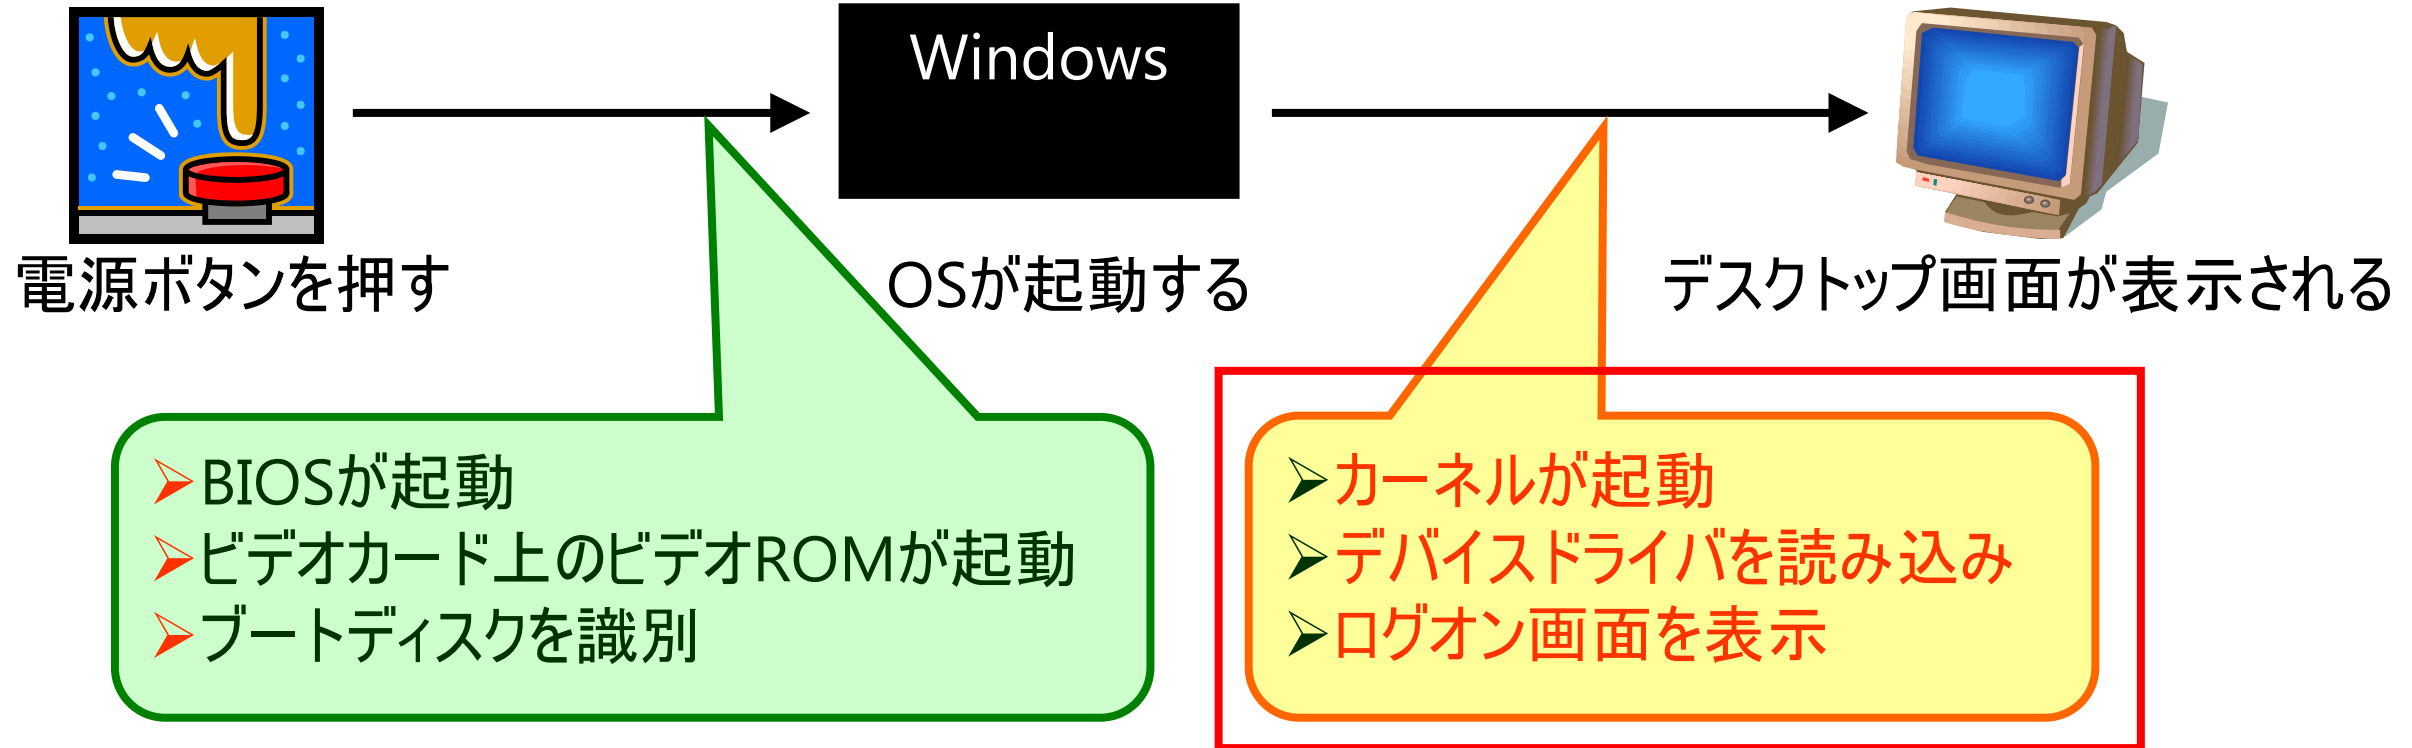 Windows
電源ボタンを押す
OSが起動する
デスクトップ画面が表示される
BIOSが起動
ビデオカード上のビデオROMが起動
ブートディスクを識別
カーネルが起動
デバイスドライバを読み込み
ログオン画面を表示